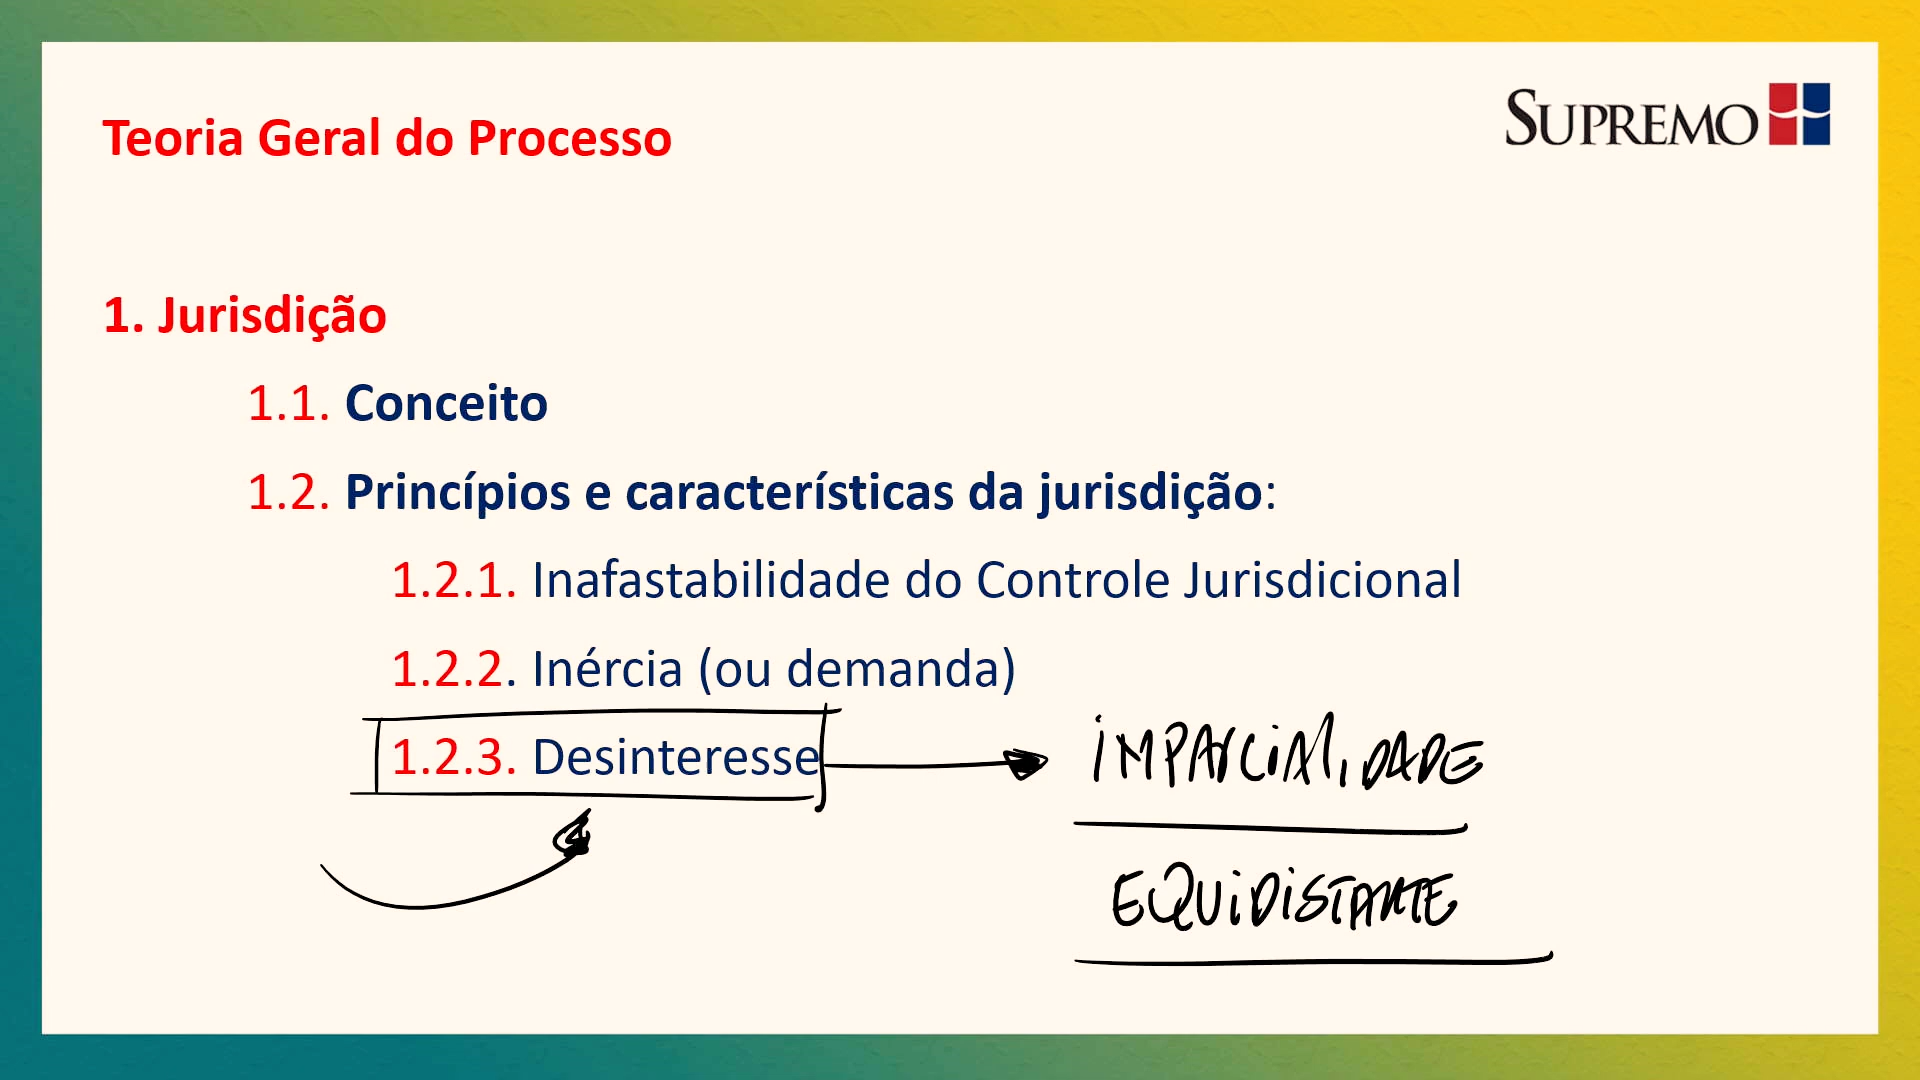 SUPREMO
Teoria Geral do Processo
1. Jurisdição
1.1. Conceito
1.2. Princípios e características da jurisdição:
1.2.1. Inafastabilidade do Controle Jurisdicional
1.2.2. Inércia (ou demanda)
1.2.3. Desinteresse
IMPARCIALIDADE
EQUIDISTANTE